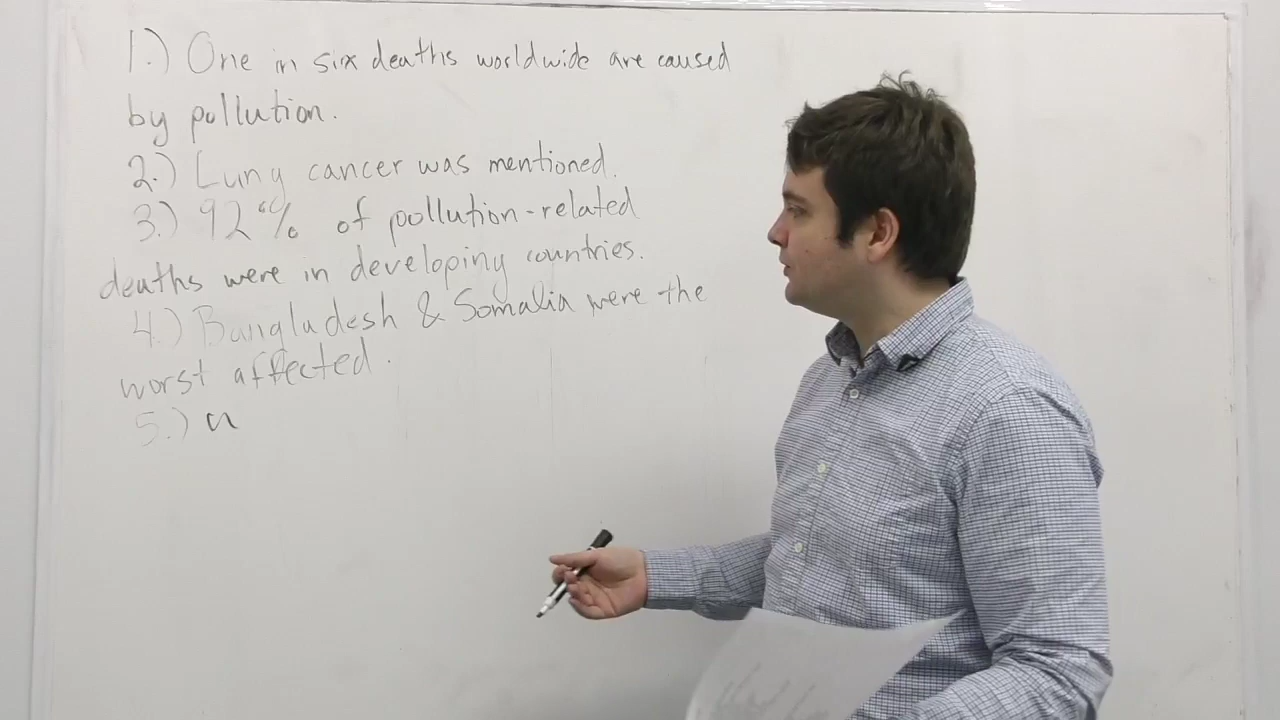 1.) One in six deaths worldwide are caused
by pollution.
2.) Lung cancer was mentioned.
3.) 92% of pollution-related
deaths were in developing countries.
4.) Bangladesh & Somalia were the
worst affected.
5.)